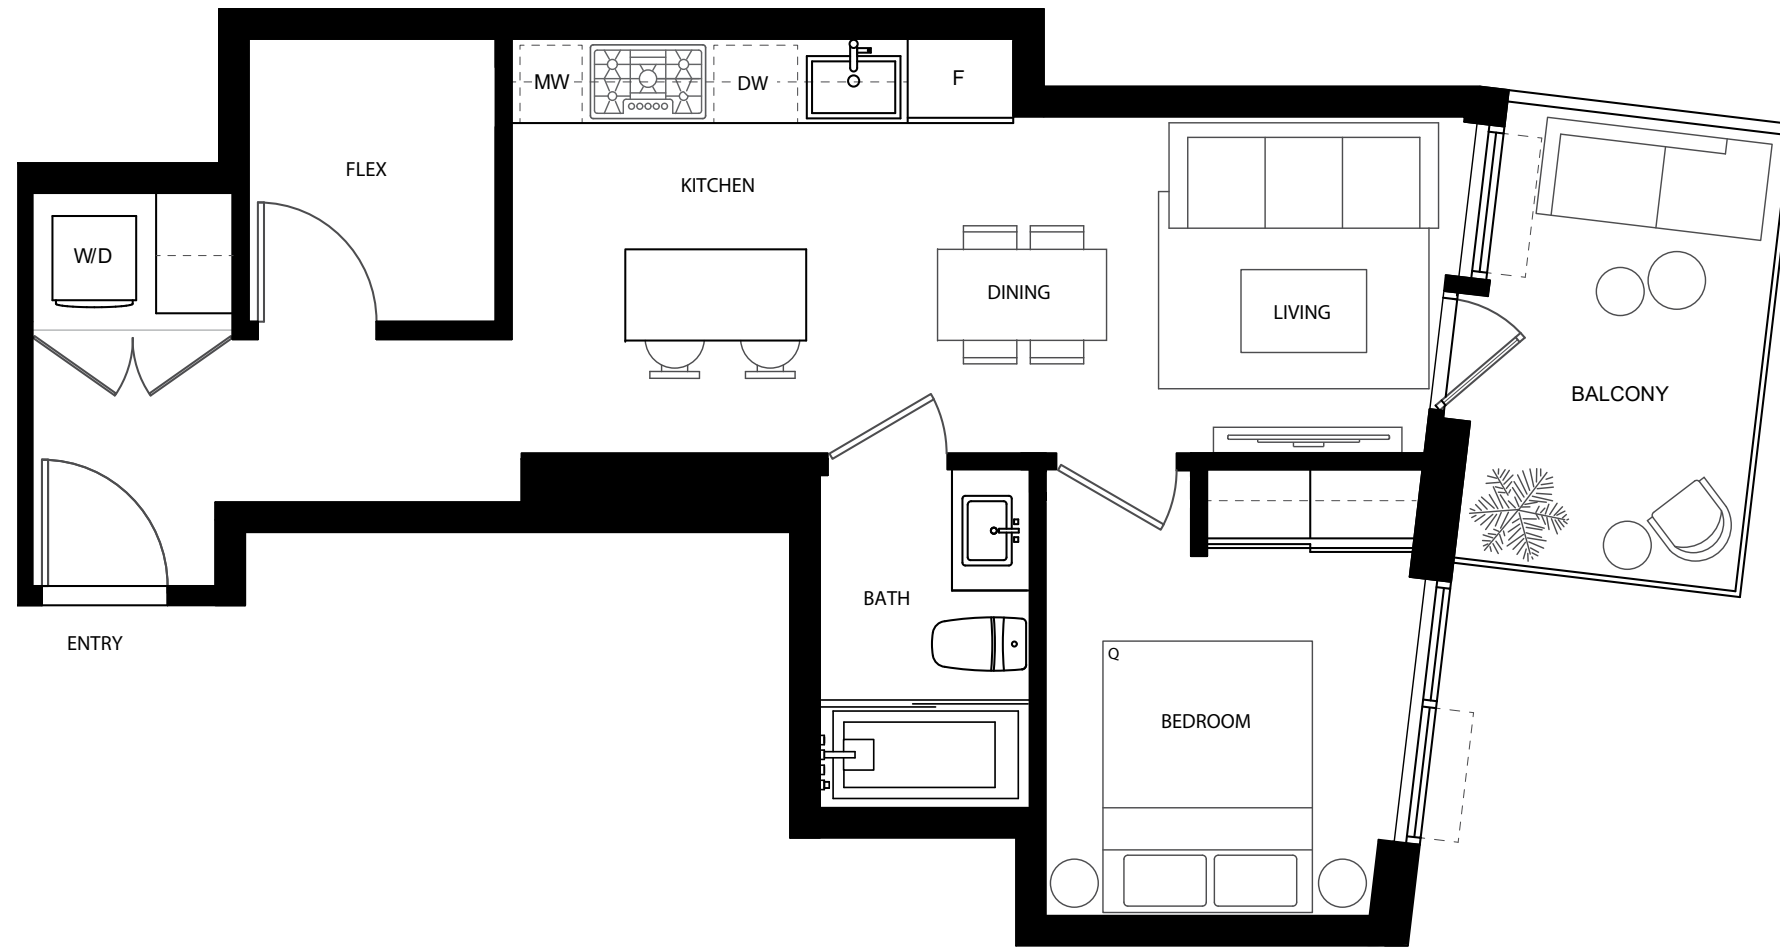 MW
DW
F
FLEX
KITCHEN
W/D
DINING
LIVING
BALCONY
BATH
ENTRY
Q
BEDROOM